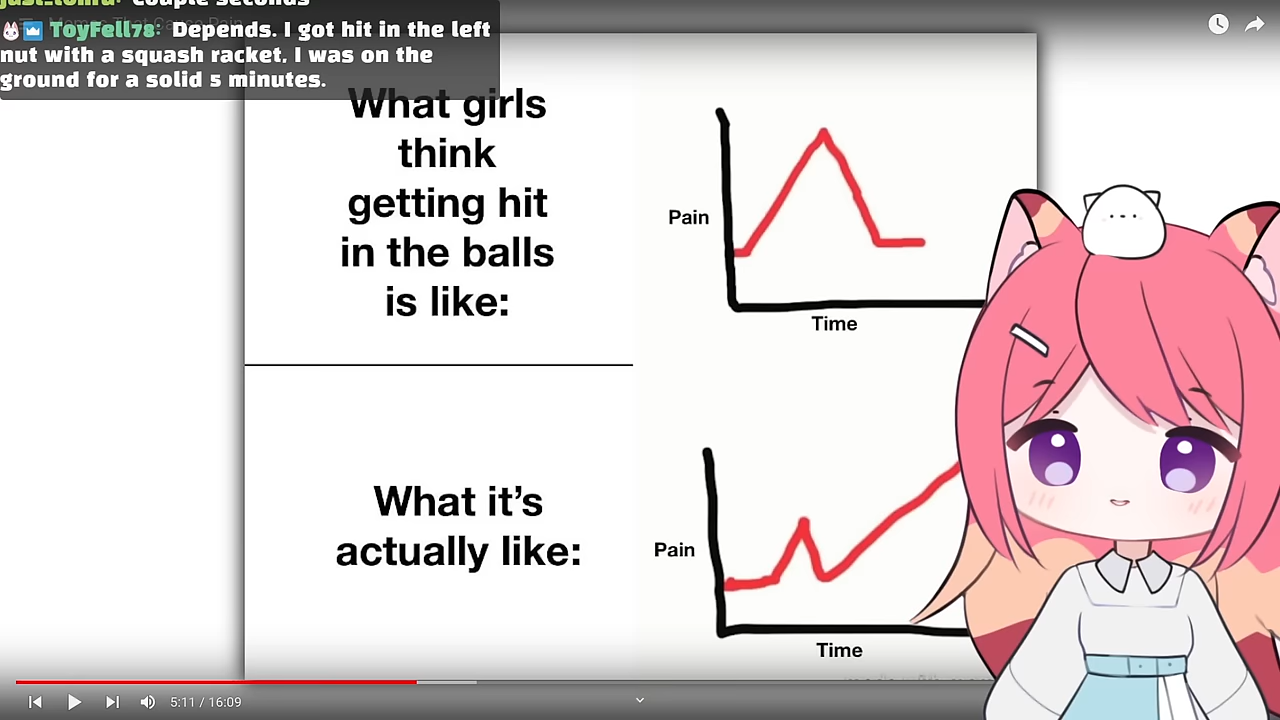 just_tomru: Couple seconds
ToyFell78: Depends. I got hit in the left
nut with a squash racket, I was on the
ground for a solid 5 minutes.
What girls
think
getting hit
in the balls
is like:
Pain
Time
What it's
actually like:
Pain
Time
5:11 / 16:09